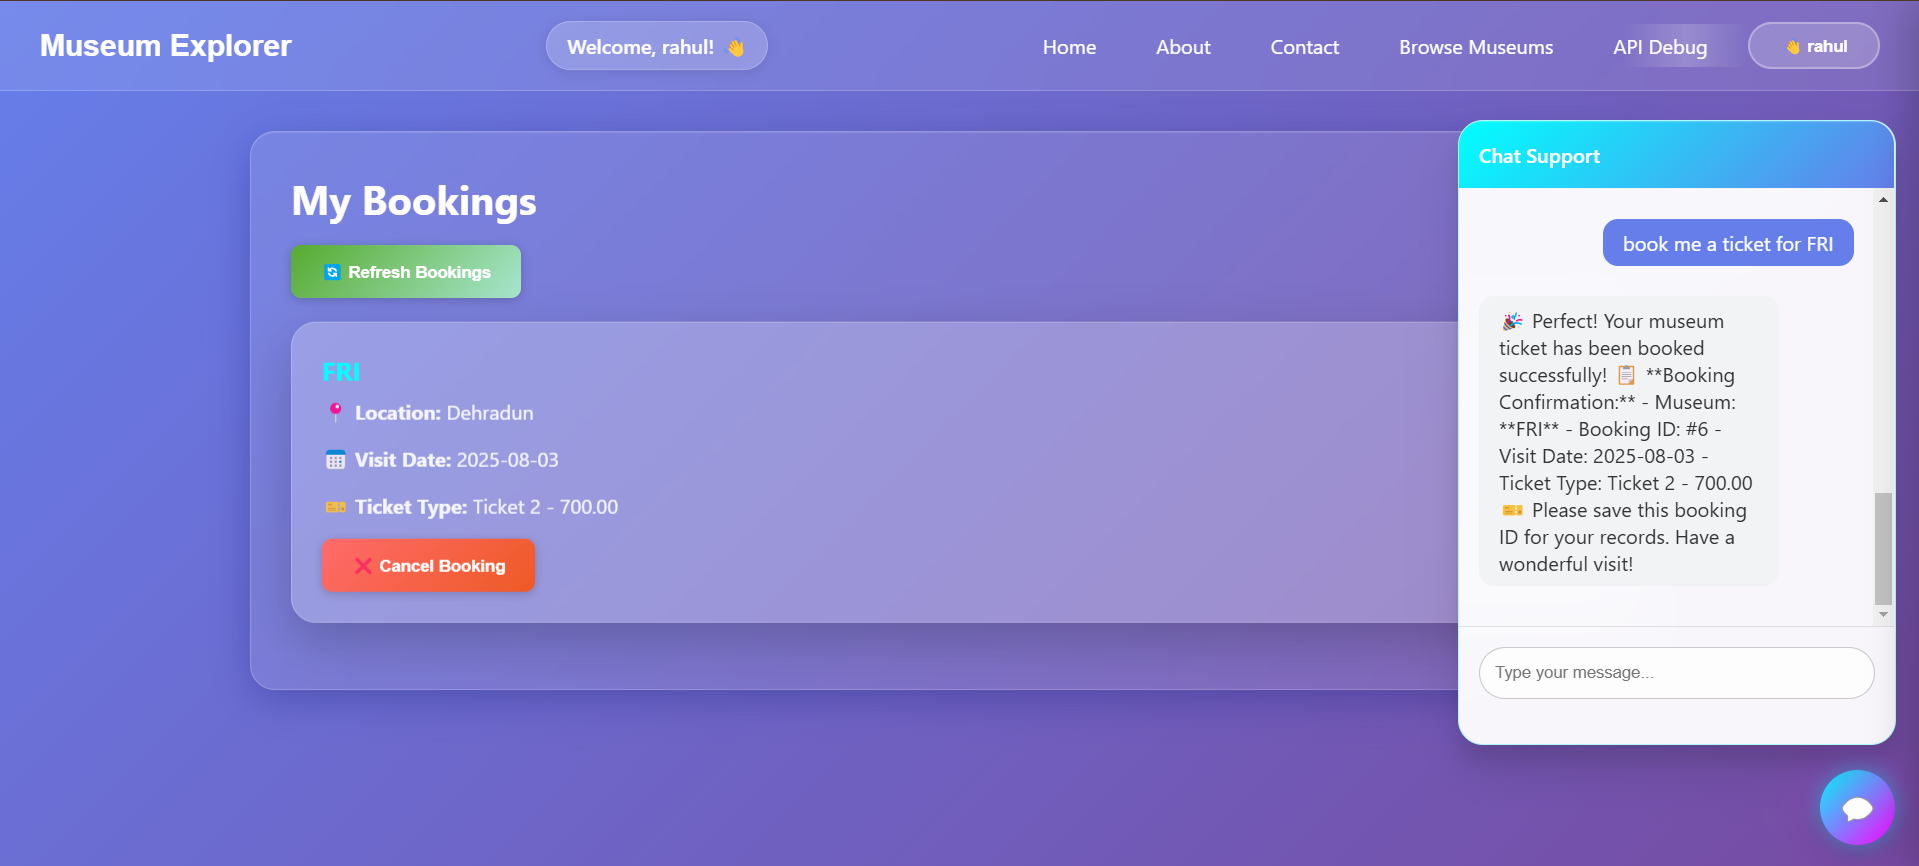 Museum Explorer
Welcome, rahul! 👋
Home
About
Contact
Browse Museums
API Debug
👋 rahul
My Bookings
🔄 Refresh Bookings
FRI
📍 Location: Dehradun
📅 Visit Date: 2025-08-03
🎫 Ticket Type: Ticket 2 - 700.00
❌ Cancel Booking
Chat Support
book me a ticket for FRI
🎉 Perfect! Your museum
ticket has been booked
successfully! 📋 **Booking
Confirmation:** - Museum:
**FRI** - Booking ID: #6 -
Visit Date: 2025-08-03 -
Ticket Type: Ticket 2 - 700.00
🎫 Please save this booking
ID for your records. Have a
wonderful visit!
Type your message...